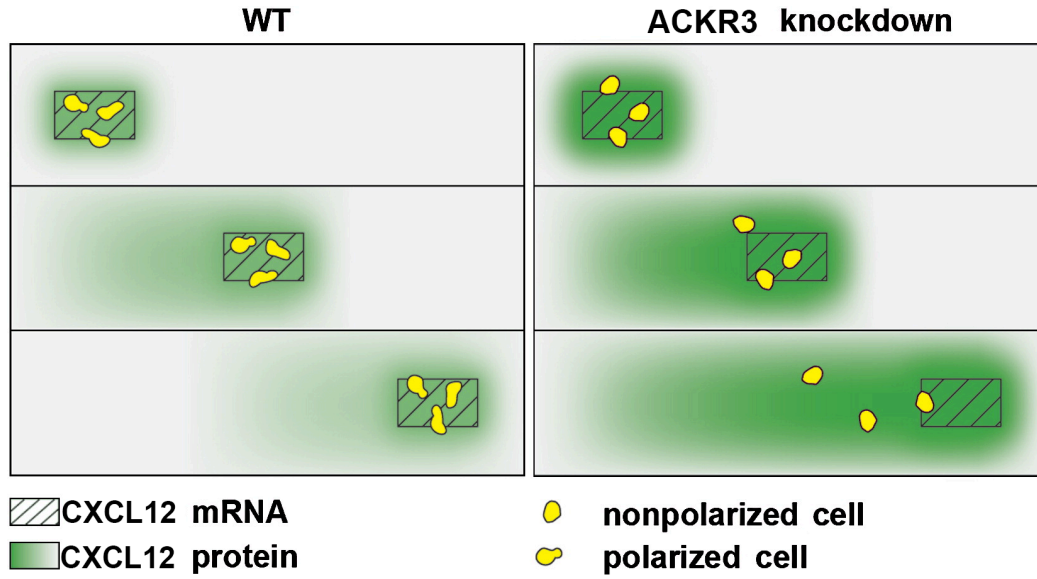 WT
ACKR3 knockdown
CXCL12 mRNA
CXCL12 protein
nonpolarized cell
polarized cell